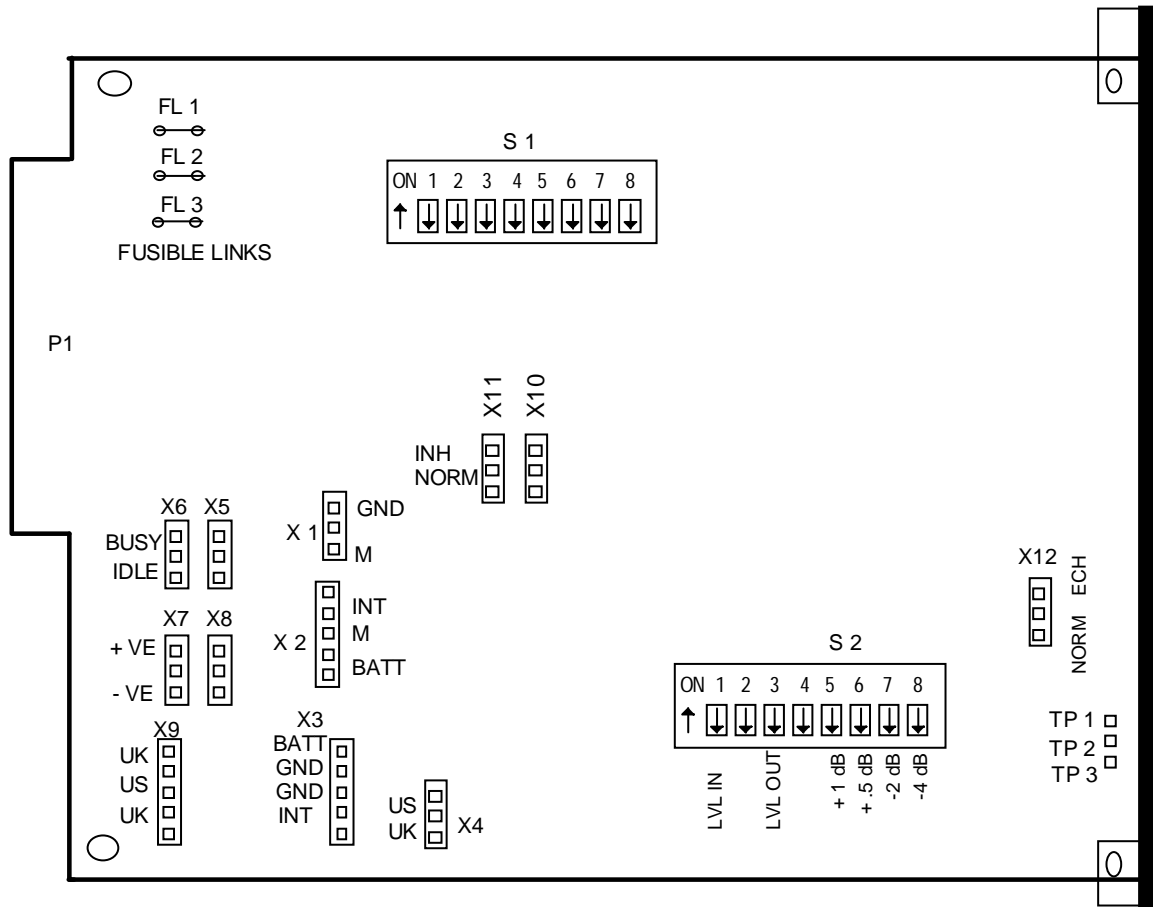 FL 1
FL 2
FL 3
FUSIBLE LINKS
S 1
ON 1 2 3 4 5 6 7 8
P1
X11
X10
INH
NORM
X6 X5
BUSY
IDLE
X 1
GND
M
X7 X8
+ VE
- VE
X 2
INT
M
BATT
X12
ECH
NORM
S 2
ON 1 2 3 4 5 6 7 8
LVL IN
LVL OUT
+ 1 dB
+ .5 dB
-2 dB
-4 dB
TP 1
TP 2
TP 3
X9
UK
US
UK
X3
BATT
GND
GND
INT
US
UK
X4